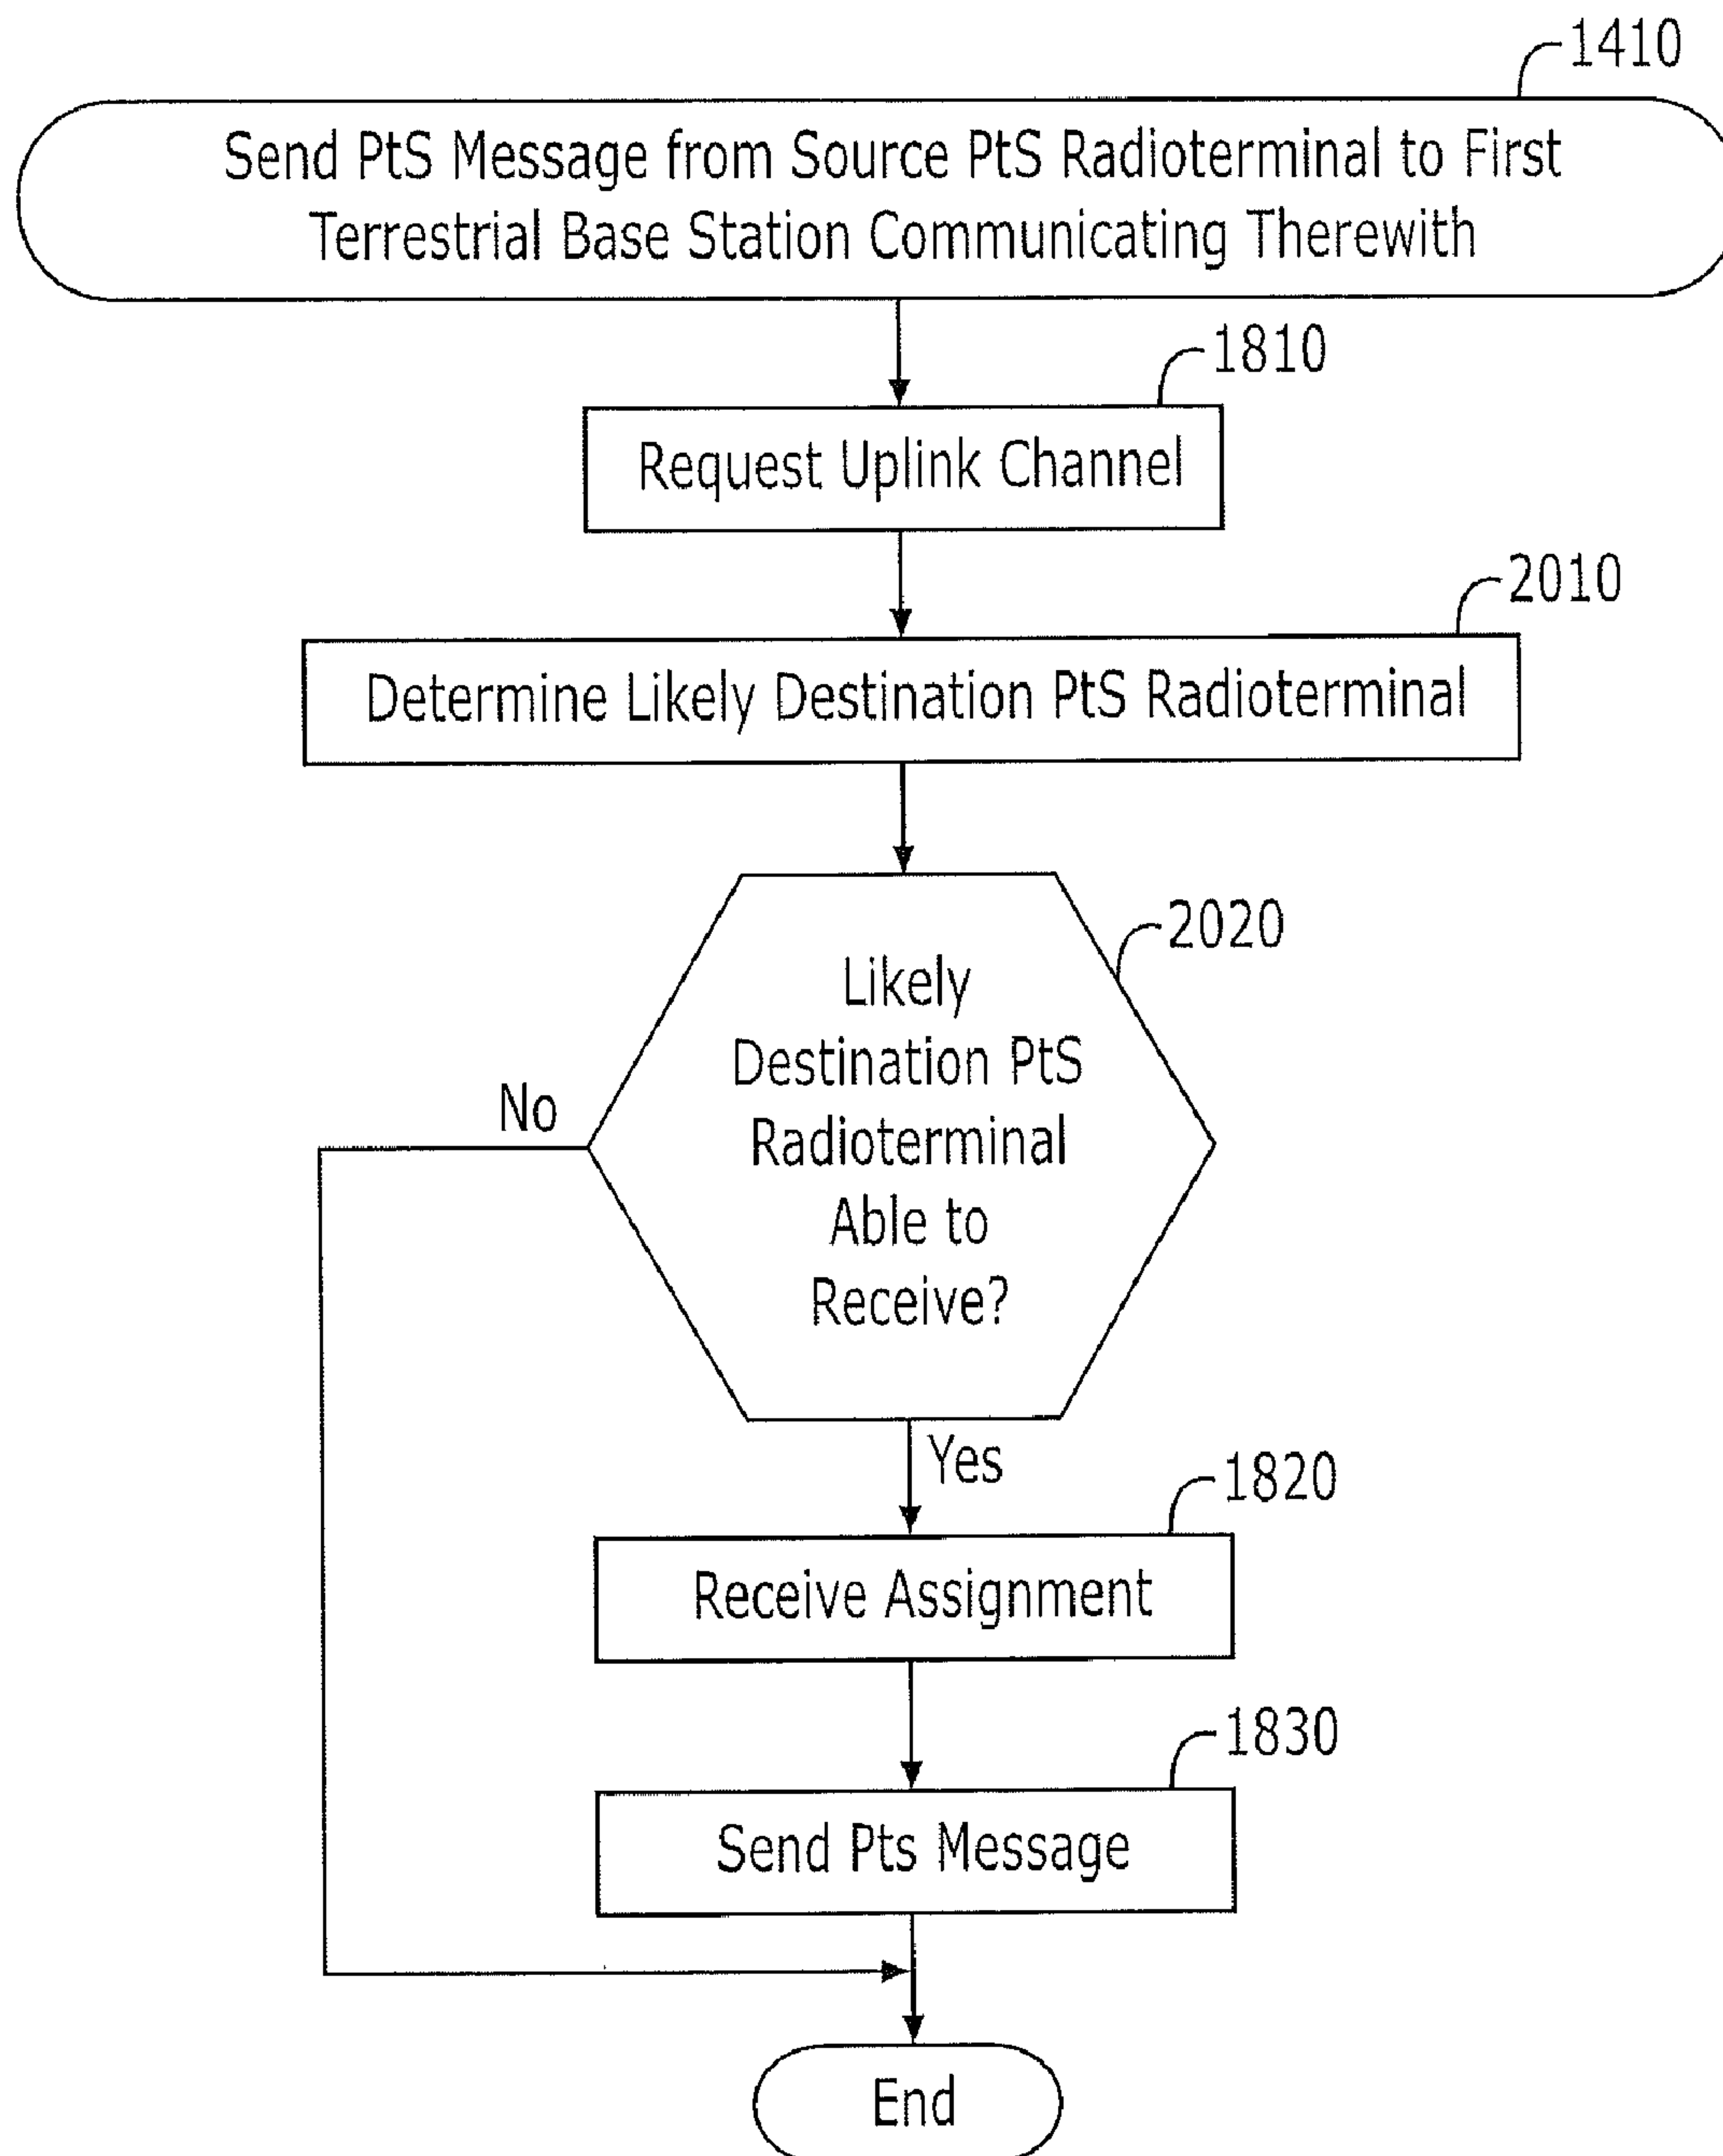 1410
Send PtS Message from Source PtS Radioterminal to First
Terrestrial Base Station Communicating Therewith
1810
Request Uplink Channel
2010
Determine Likely Destination PtS Radioterminal
2020
Likely
Destination PtS
Radioterminal
Able to
Receive?
No
Yes
1820
Receive Assignment
1830
Send Pts Message
End